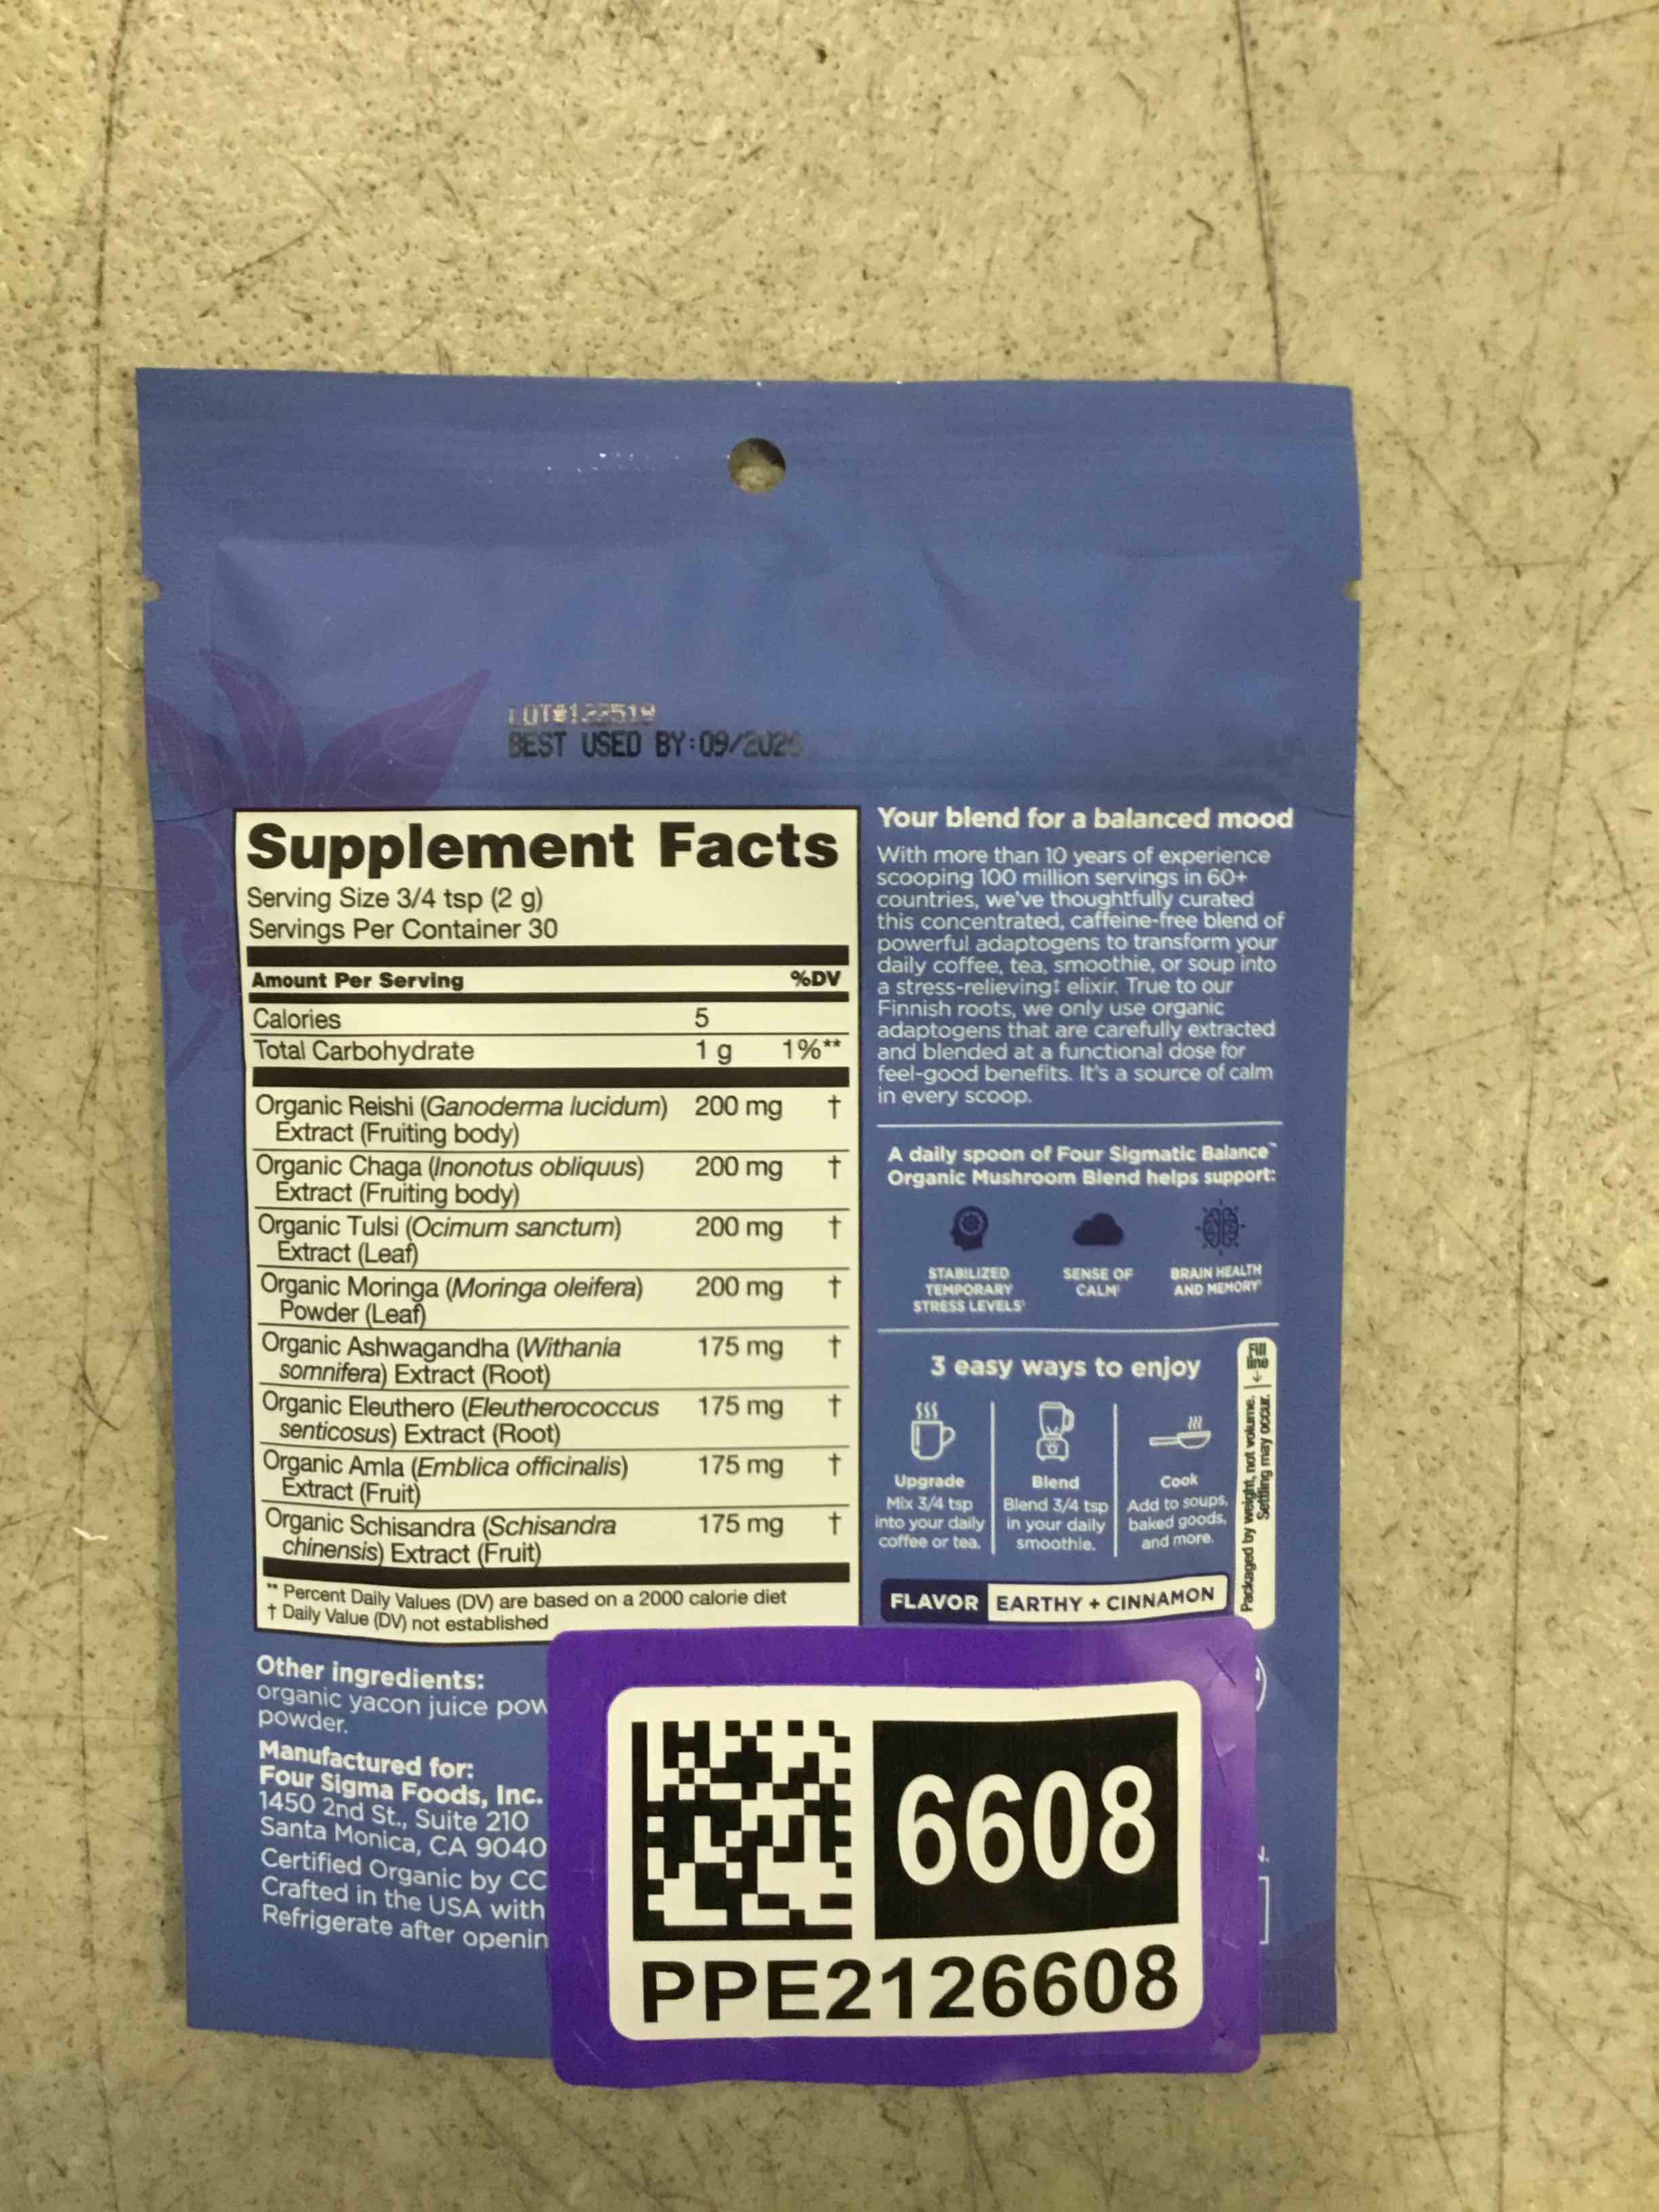 LOT#122519
BEST USED BY:09/2026
Supplement Facts
Serving Size 3/4 tsp (2 g)
Servings Per Container 30
Amount Per Serving %DV
Calories 5
Total Carbohydrate 1 g 1%**
Organic Reishi (Ganoderma lucidum) 200 mg †
Extract (Fruiting body)
Organic Chaga (Inonotus obliquus) 200 mg †
Extract (Fruiting body)
Organic Tulsi (Ocimum sanctum) 200 mg †
Extract (Leaf)
Organic Moringa (Moringa oleifera) 200 mg †
Powder (Leaf)
Organic Ashwagandha (Withania 175 mg †
somnifera) Extract (Root)
Organic Eleuthero (Eleutherococcus 175 mg †
senticosus) Extract (Root)
Organic Amla (Emblica officinalis) 175 mg †
Extract (Fruit)
Organic Schisandra (Schisandra 175 mg †
chinensis) Extract (Fruit)
** Percent Daily Values (DV) are based on a 2000 calorie diet
† Daily Value (DV) not established
Other ingredients:
organic yacon juice pow
powder.
Manufactured for:
Four Sigma Foods, Inc.
1450 2nd St., Suite 210
Santa Monica, CA 9040
Certified Organic by CC
Crafted in the USA with
Refrigerate after openin
Your blend for a balanced mood
With more than 10 years of experience
scooping 100 million servings in 60+
countries, we've thoughtfully curated
this concentrated, caffeine-free blend of
powerful adaptogens to transform your
daily coffee, tea, smoothie, or soup into
a stress-relieving‡ elixir. True to our
Finnish roots, we only use organic
adaptogens that are carefully extracted
and blended at a functional dose for
feel-good benefits. It's a source of calm
in every scoop.
A daily spoon of Four Sigmatic Balance™
Organic Mushroom Blend helps support:
STABILIZED
TEMPORARY
STRESS LEVELS‡
SENSE OF
CALM‡
BRAIN HEALTH
AND MEMORY‡
3 easy ways to enjoy
Upgrade
Mix 3/4 tsp
into your daily
coffee or tea.
Blend
Blend 3/4 tsp
in your daily
smoothie.
Cook
Add to soups,
baked goods,
and more.
Fill
line
Packaged by weight, not volume.
Settling may occur.
FLAVOR EARTHY + CINNAMON
6608
PPE2126608